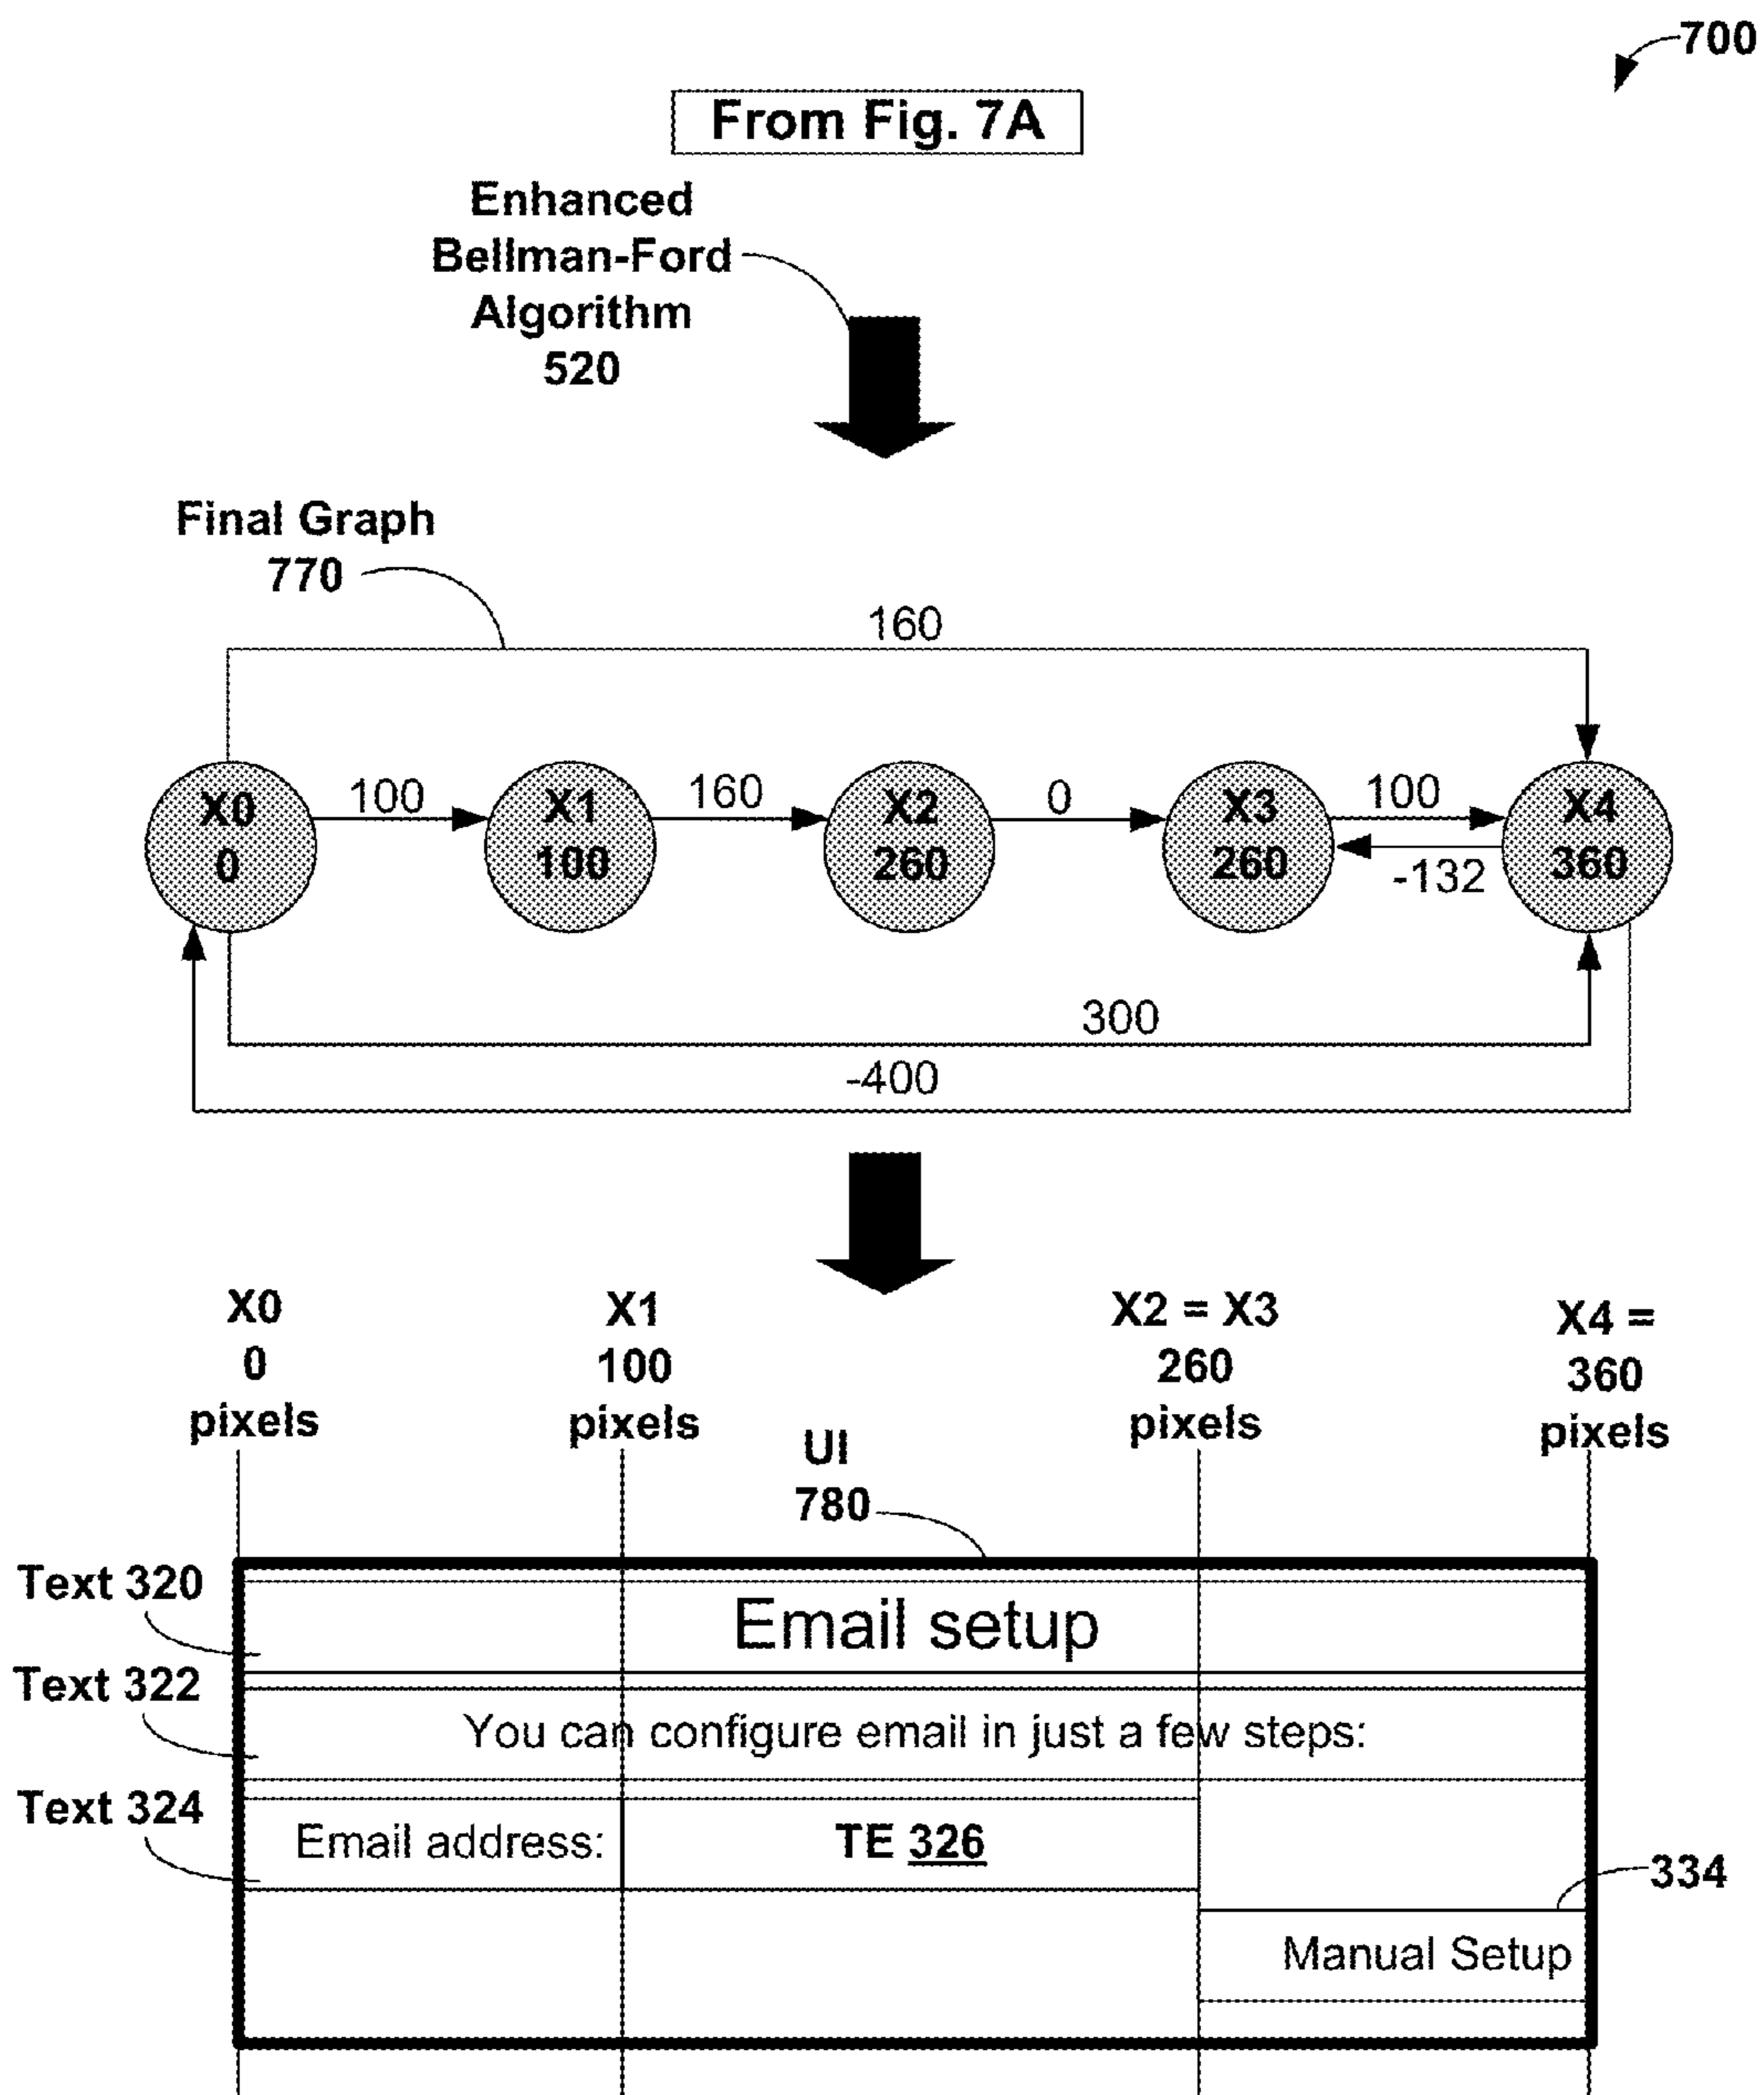 700
From Fig. 7A
Enhanced
Bellman-Ford
Algorithm
520
Final Graph
770
160
X0
0
100
X1
100
160
X2
260
0
X3
260
100
-132
X4
360
300
-400
X0
0
pixels
X1
100
pixels
X2 = X3
260
pixels
X4 =
360
pixels
UI
780
Text 320
Email setup
Text 322
You can configure email in just a few steps:
Text 324
Email address:
TE 326
334
Manual Setup